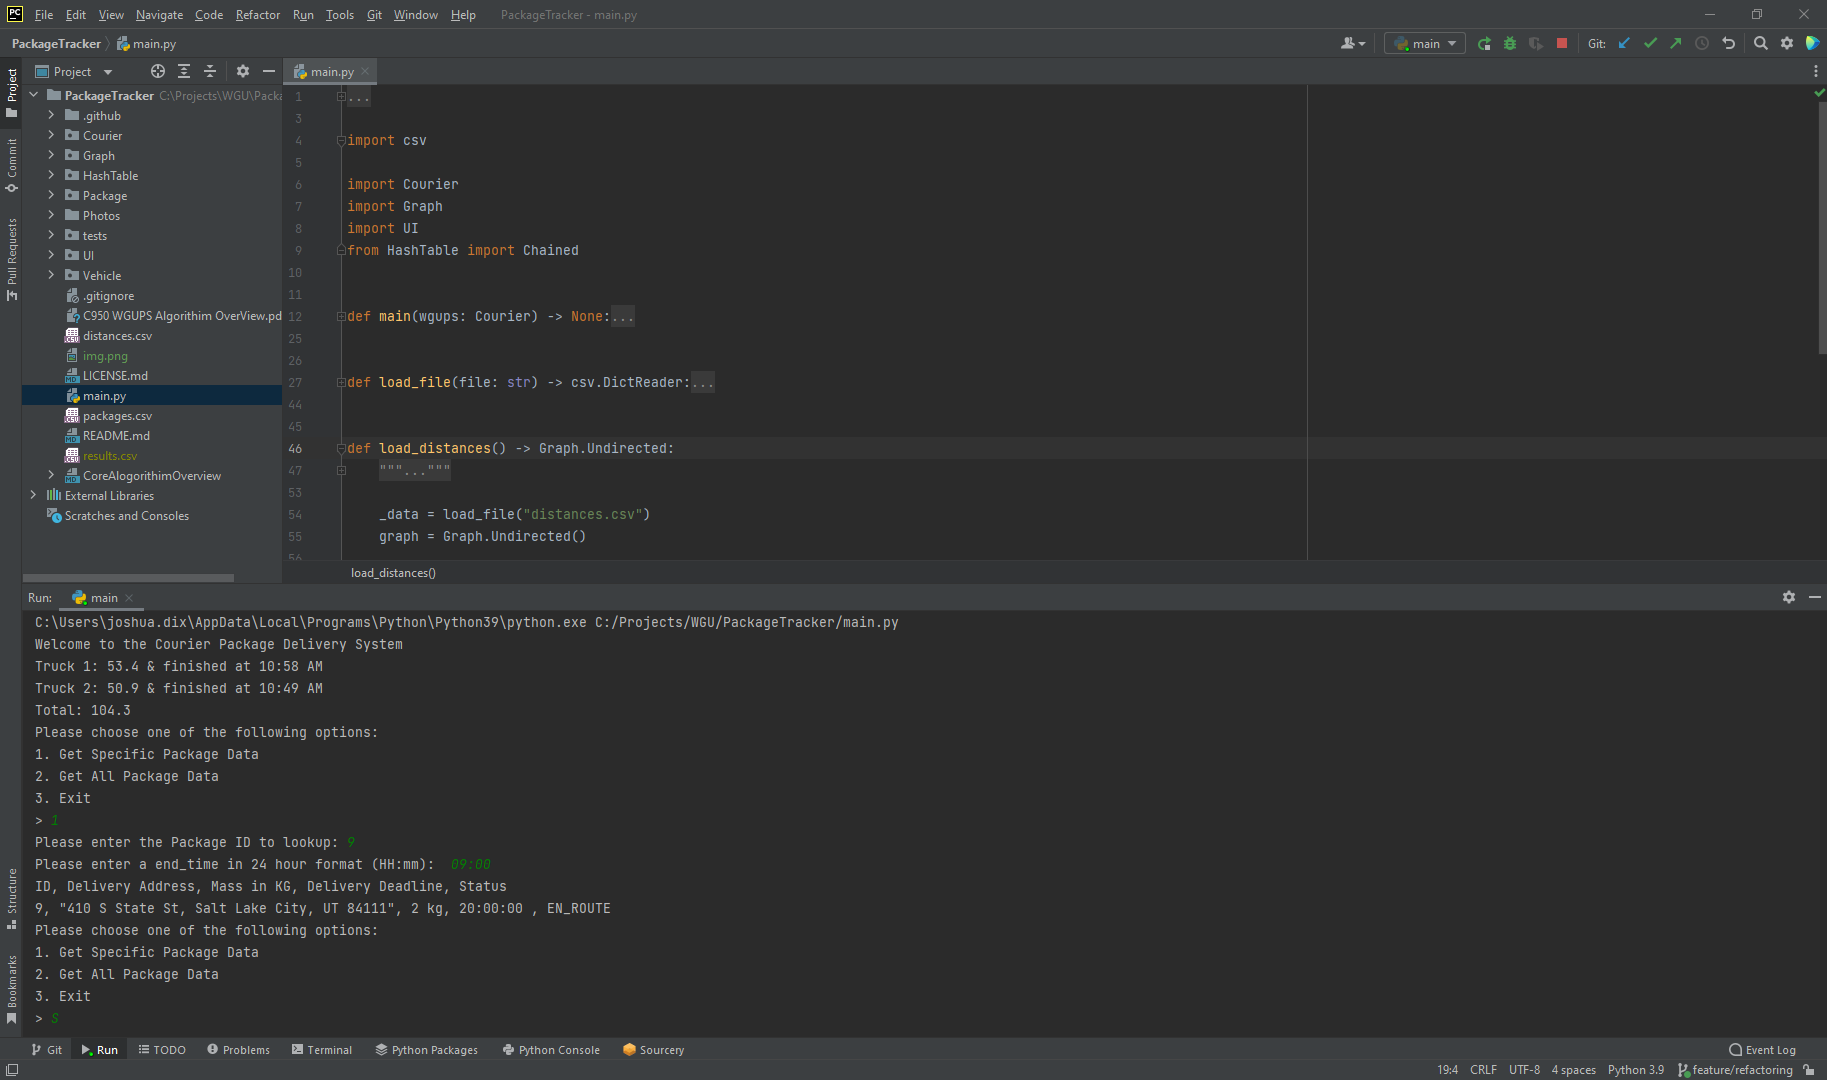 PC File Edit View Navigate Code Refactor Run Tools Git Window Help PackageTracker - main.py
PackageTracker main.py main Git:
Project main.py
Project
Commit
Pull Requests
Structure
Bookmarks
PackageTracker C:\Projects\WGU\Packa
.github
Courier
Graph
HashTable
Package
Photos
tests
UI
Vehicle
.gitignore
C950 WGUPS Algorithim OverView.pd
distances.csv
img.png
LICENSE.md
main.py
packages.csv
README.md
results.csv
CoreAlogorithimOverview
External Libraries
Scratches and Consoles
1 ...
3
4 import csv
5
6 import Courier
7 import Graph
8 import UI
9 from HashTable import Chained
10
11
12 def main(wgups: Courier) -> None:...
25
26
27 def load_file(file: str) -> csv.DictReader:...
44
45
46 def load_distances() -> Graph.Undirected:
47 """..."""
53
54 _data = load_file("distances.csv")
55 graph = Graph.Undirected()
56
load_distances()
Run: main
C:\Users\joshua.dix\AppData\Local\Programs\Python\Python39\python.exe C:/Projects/WGU/PackageTracker/main.py
Welcome to the Courier Package Delivery System
Truck 1: 53.4 & finished at 10:58 AM
Truck 2: 50.9 & finished at 10:49 AM
Total: 104.3
Please choose one of the following options:
1. Get Specific Package Data
2. Get All Package Data
3. Exit
> 1
Please enter the Package ID to lookup: 9
Please enter a end_time in 24 hour format (HH:mm):  09:00
ID, Delivery Address, Mass in KG, Delivery Deadline, Status
9, "410 S State St, Salt Lake City, UT 84111", 2 kg, 20:00:00 , EN_ROUTE
Please choose one of the following options:
1. Get Specific Package Data
2. Get All Package Data
3. Exit
> S
Git Run TODO Problems Terminal Python Packages Python Console Sourcery Event Log
19:4 CRLF UTF-8 4 spaces Python 3.9 feature/refactoring